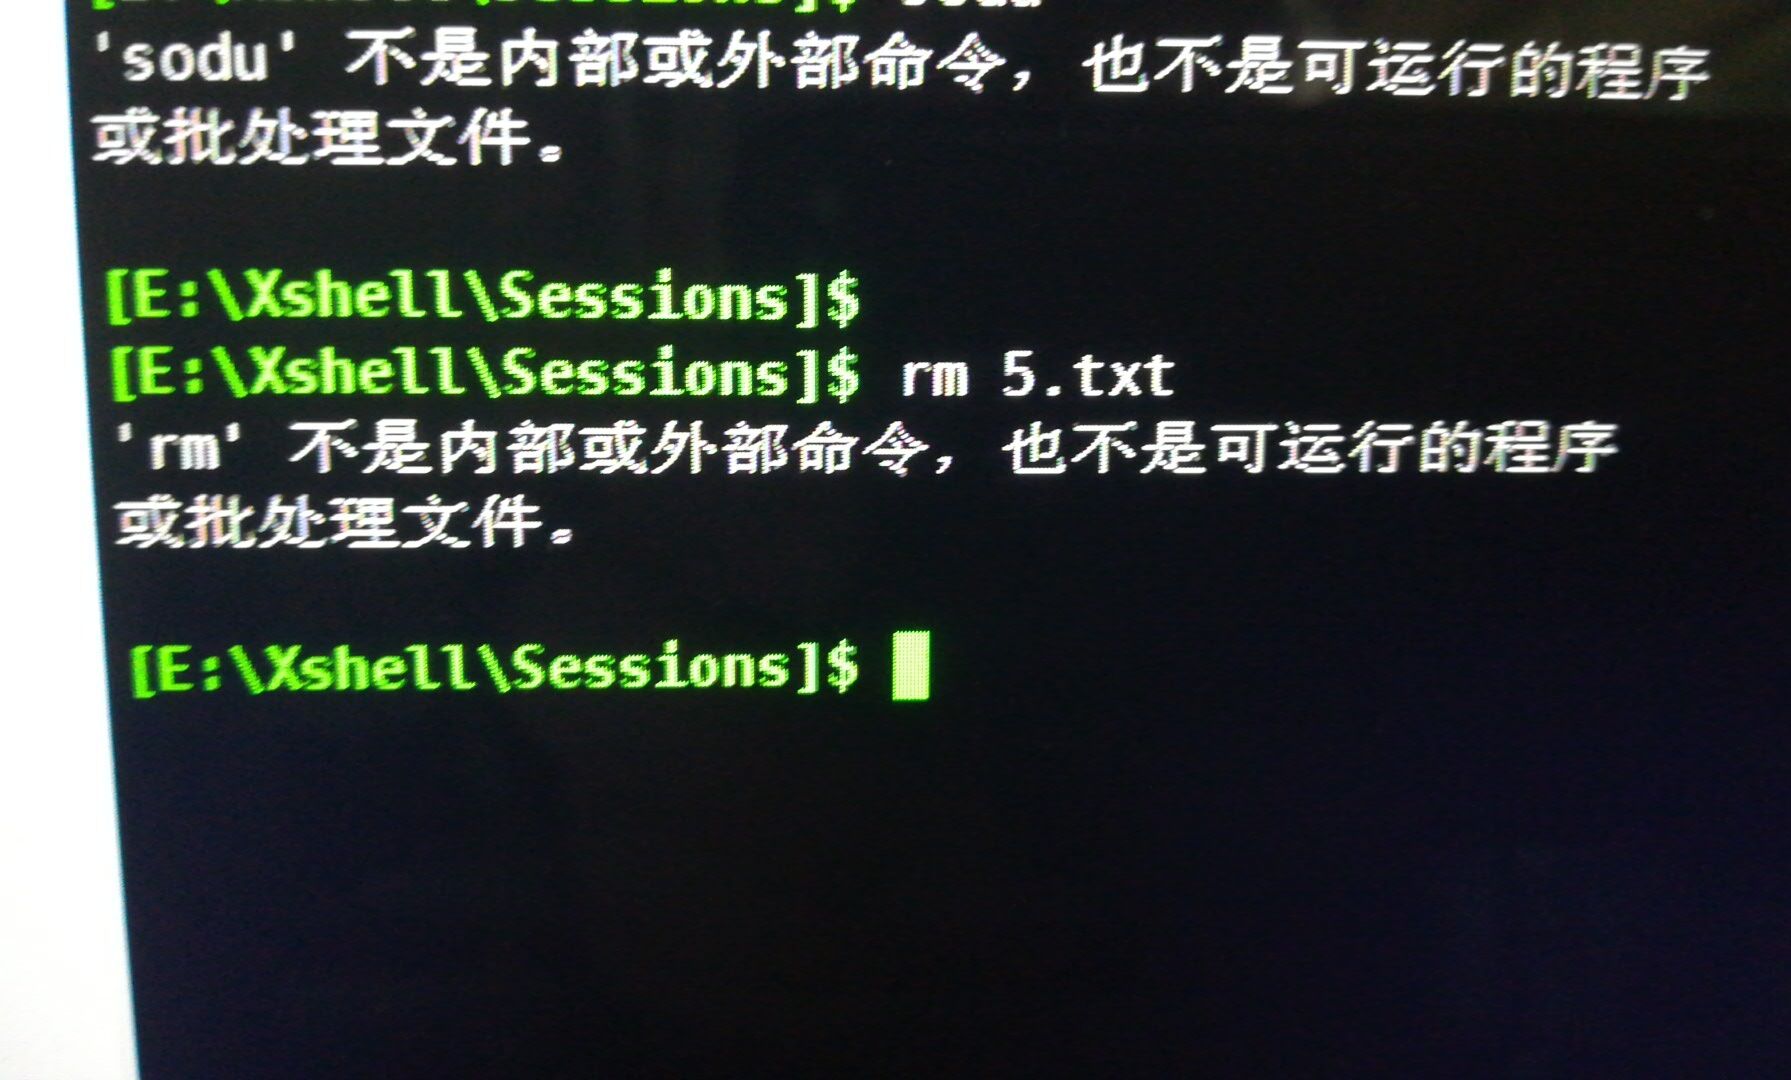 'sodu' 不是内部或外部命令，也不是可运行的程序
或批处理文件。
[E:\Xshell\Sessions]$
[E:\Xshell\Sessions]$ rm 5.txt
'rm' 不是内部或外部命令，也不是可运行的程序
或批处理文件。
[E:\Xshell\Sessions]$